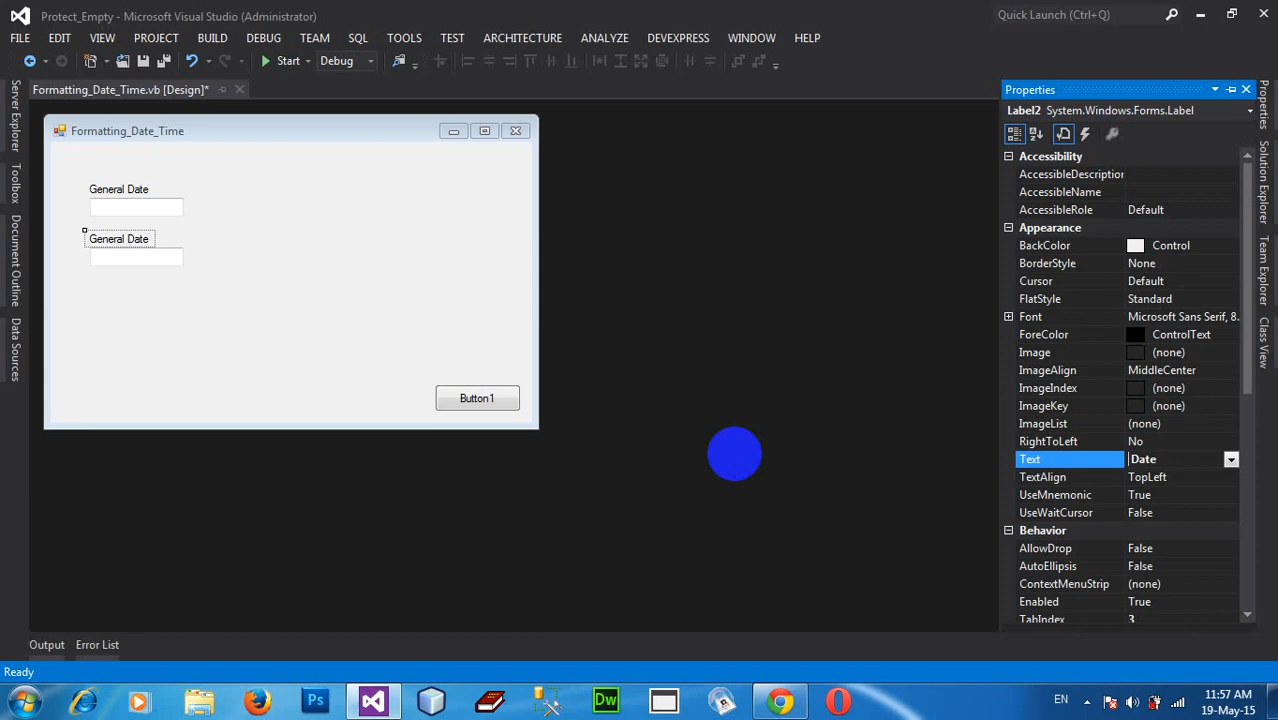 Protect_Empty - Microsoft Visual Studio (Administrator)
Quick Launch (Ctrl+Q)
FILE EDIT VIEW PROJECT BUILD DEBUG TEAM SQL TOOLS TEST ARCHITECTURE ANALYZE DEVEXPRESS WINDOW HELP
Start Debug
Server Explorer
Toolbox
Document Outline
Data Sources
Formatting_Date_Time.vb [Design]*
Formatting_Date_Time
General Date
General Date
Button1
Properties
Label2 System.Windows.Forms.Label
Accessibility
AccessibleDescription
AccessibleName
AccessibleRole Default
Appearance
BackColor Control
BorderStyle None
Cursor Default
FlatStyle Standard
Font Microsoft Sans Serif, 8.
ForeColor ControlText
Image (none)
ImageAlign MiddleCenter
ImageIndex (none)
ImageKey (none)
ImageList (none)
RightToLeft No
Text Date
TextAlign TopLeft
UseMnemonic True
UseWaitCursor False
Behavior
AllowDrop False
AutoEllipsis False
ContextMenuStrip (none)
Enabled True
TabIndex 3
Properties
Solution Explorer
Team Explorer
Class View
Output Error List
Ready
Ps
Dw
EN
11:57 AM
19-May-15